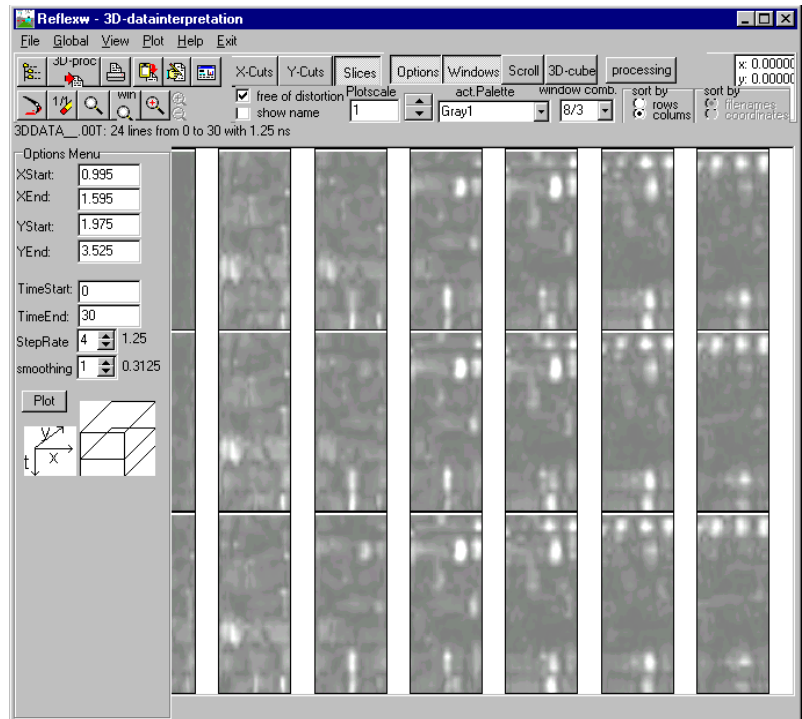 Reflexw - 3D-datainterpretation
File Global View Plot Help Exit
3D-proc X-Cuts Y-Cuts Slices Options Windows Scroll 3D-cube processing x: 0.00000
y: 0.00000
1/1 win free of distortion Plotscale act.Palette window comb. sort by sort by
show name 1 Gray1 8/3 rows filenames
colums coordinates
3DDATA__.00T: 24 lines from 0 to 30 with 1.25 ns
Options Menu
XStart: 0.995
XEnd: 1.595
YStart: 1.975
YEnd: 3.525
TimeStart: 0
TimeEnd: 30
StepRate 4 1.25
smoothing 1 0.3125
Plot
y
x
t